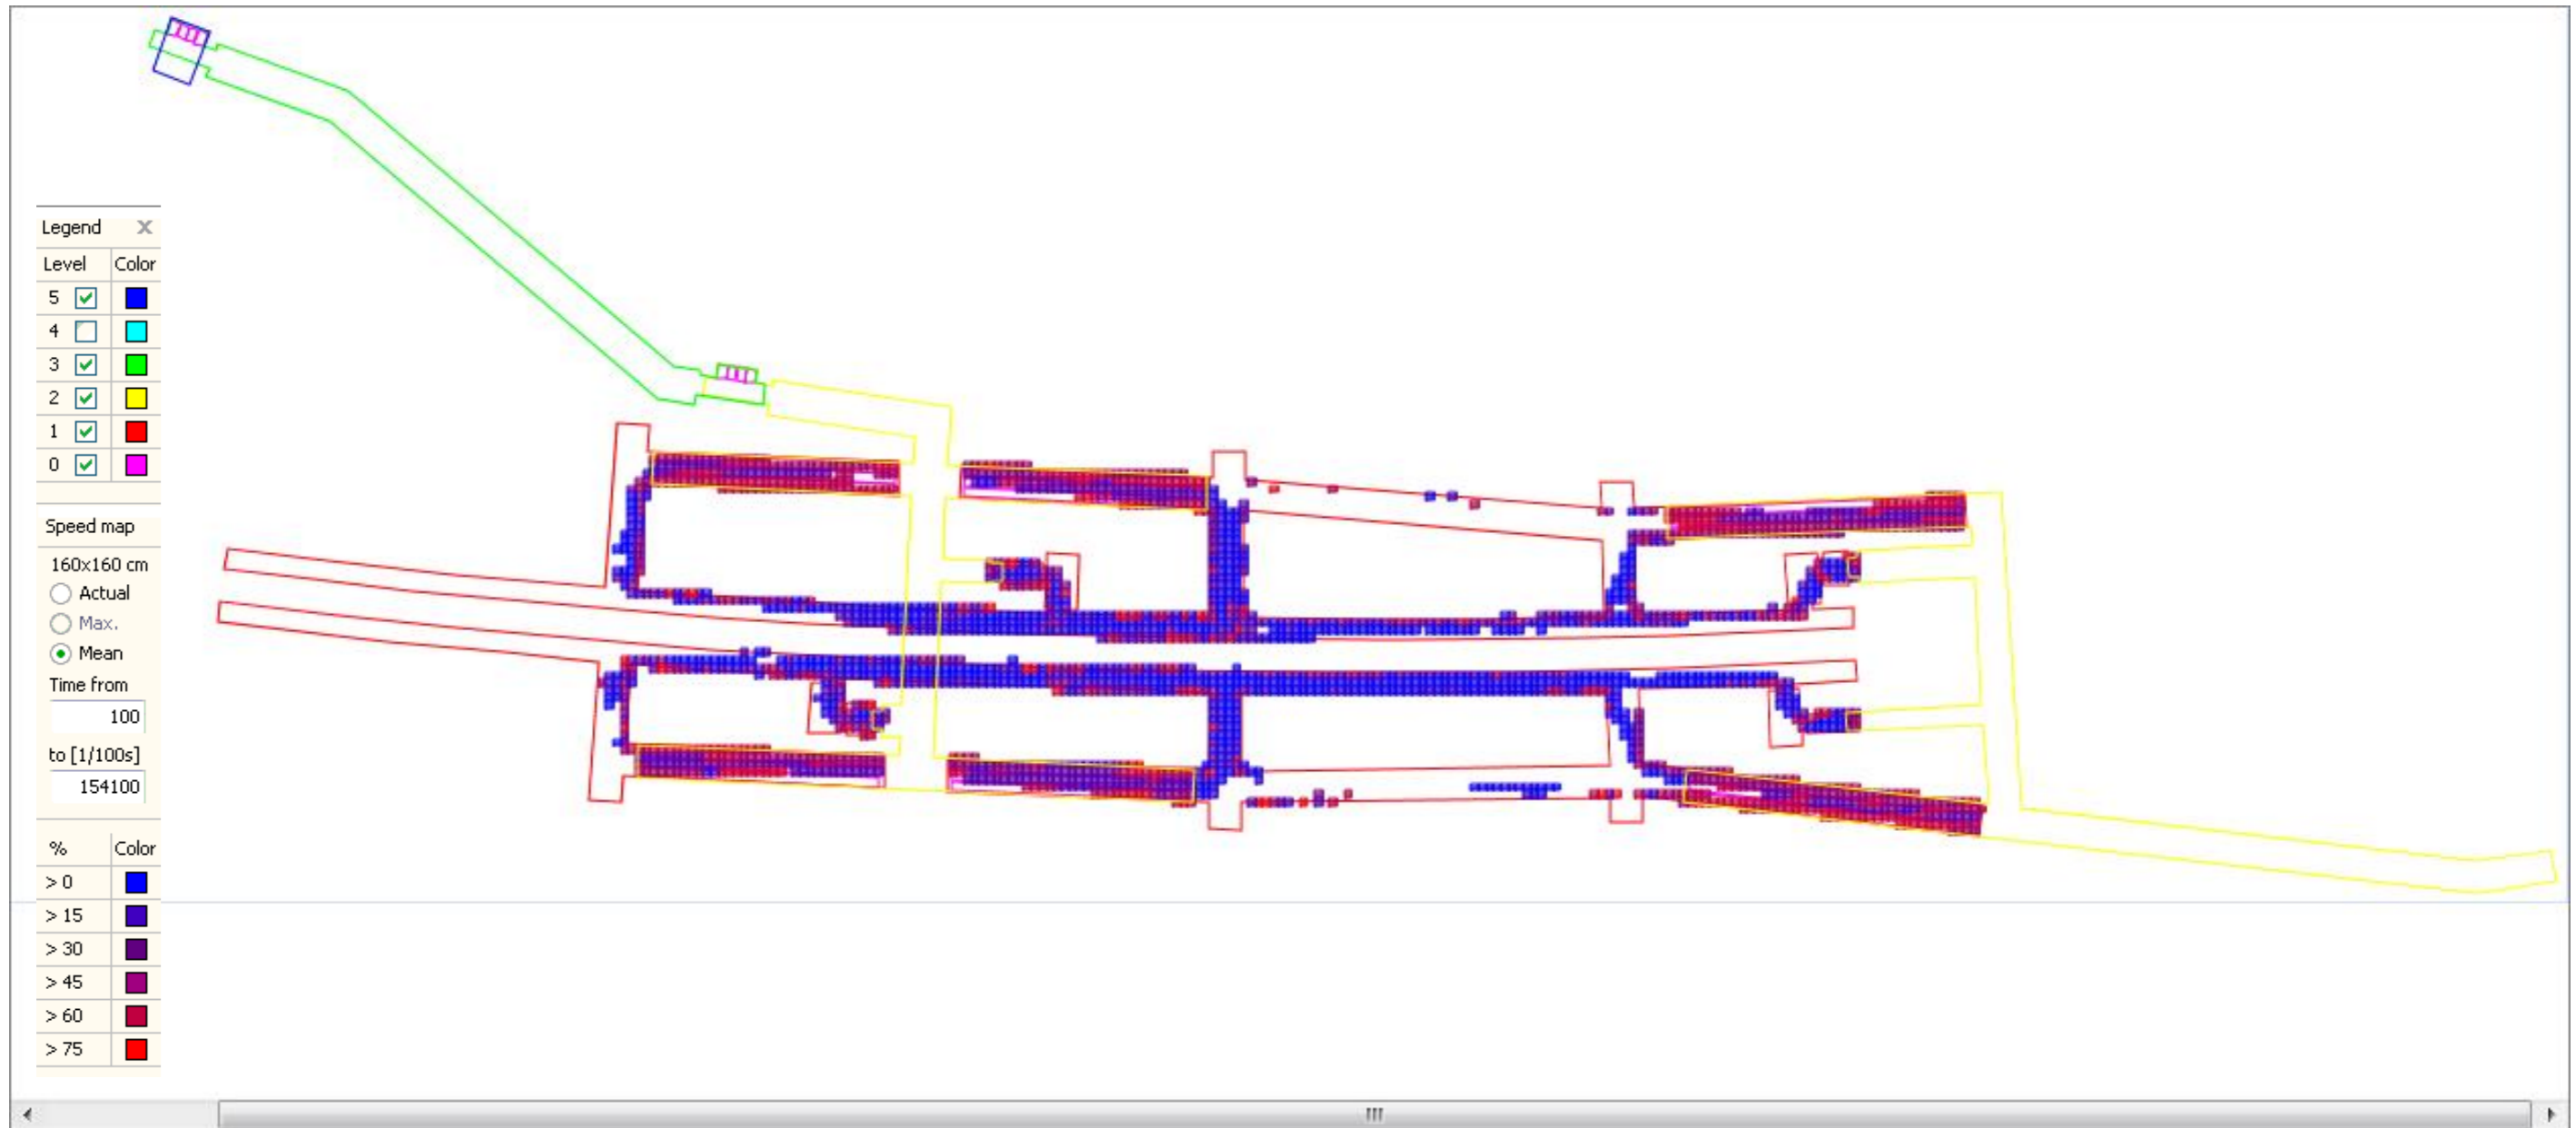 Legend X
Level Color
5
4
3
2
1
0
Speed map
160x160 cm
Actual
Max.
Mean
Time from
100
to [1/100s]
154100
% Color
> 0
> 15
> 30
> 45
> 60
> 75